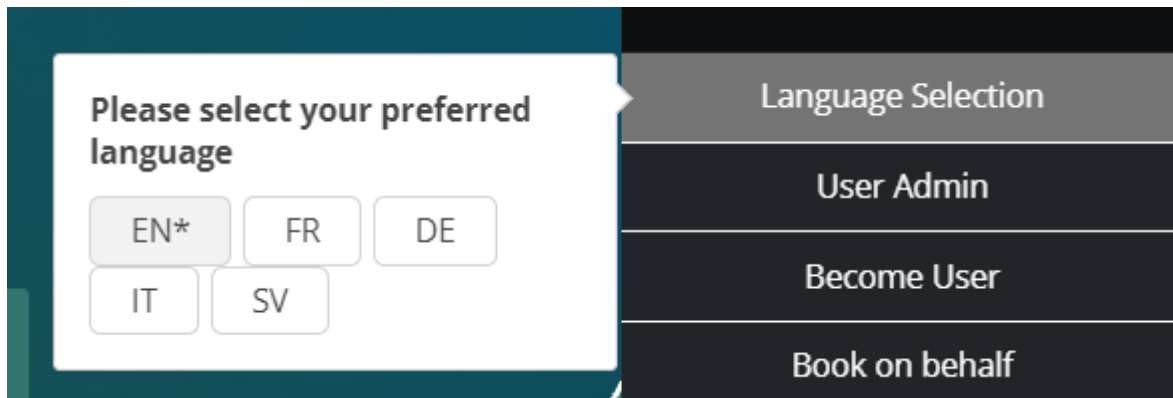 Please select your preferred
language
EN* FR DE
IT SV
Language Selection
User Admin
Become User
Book on behalf